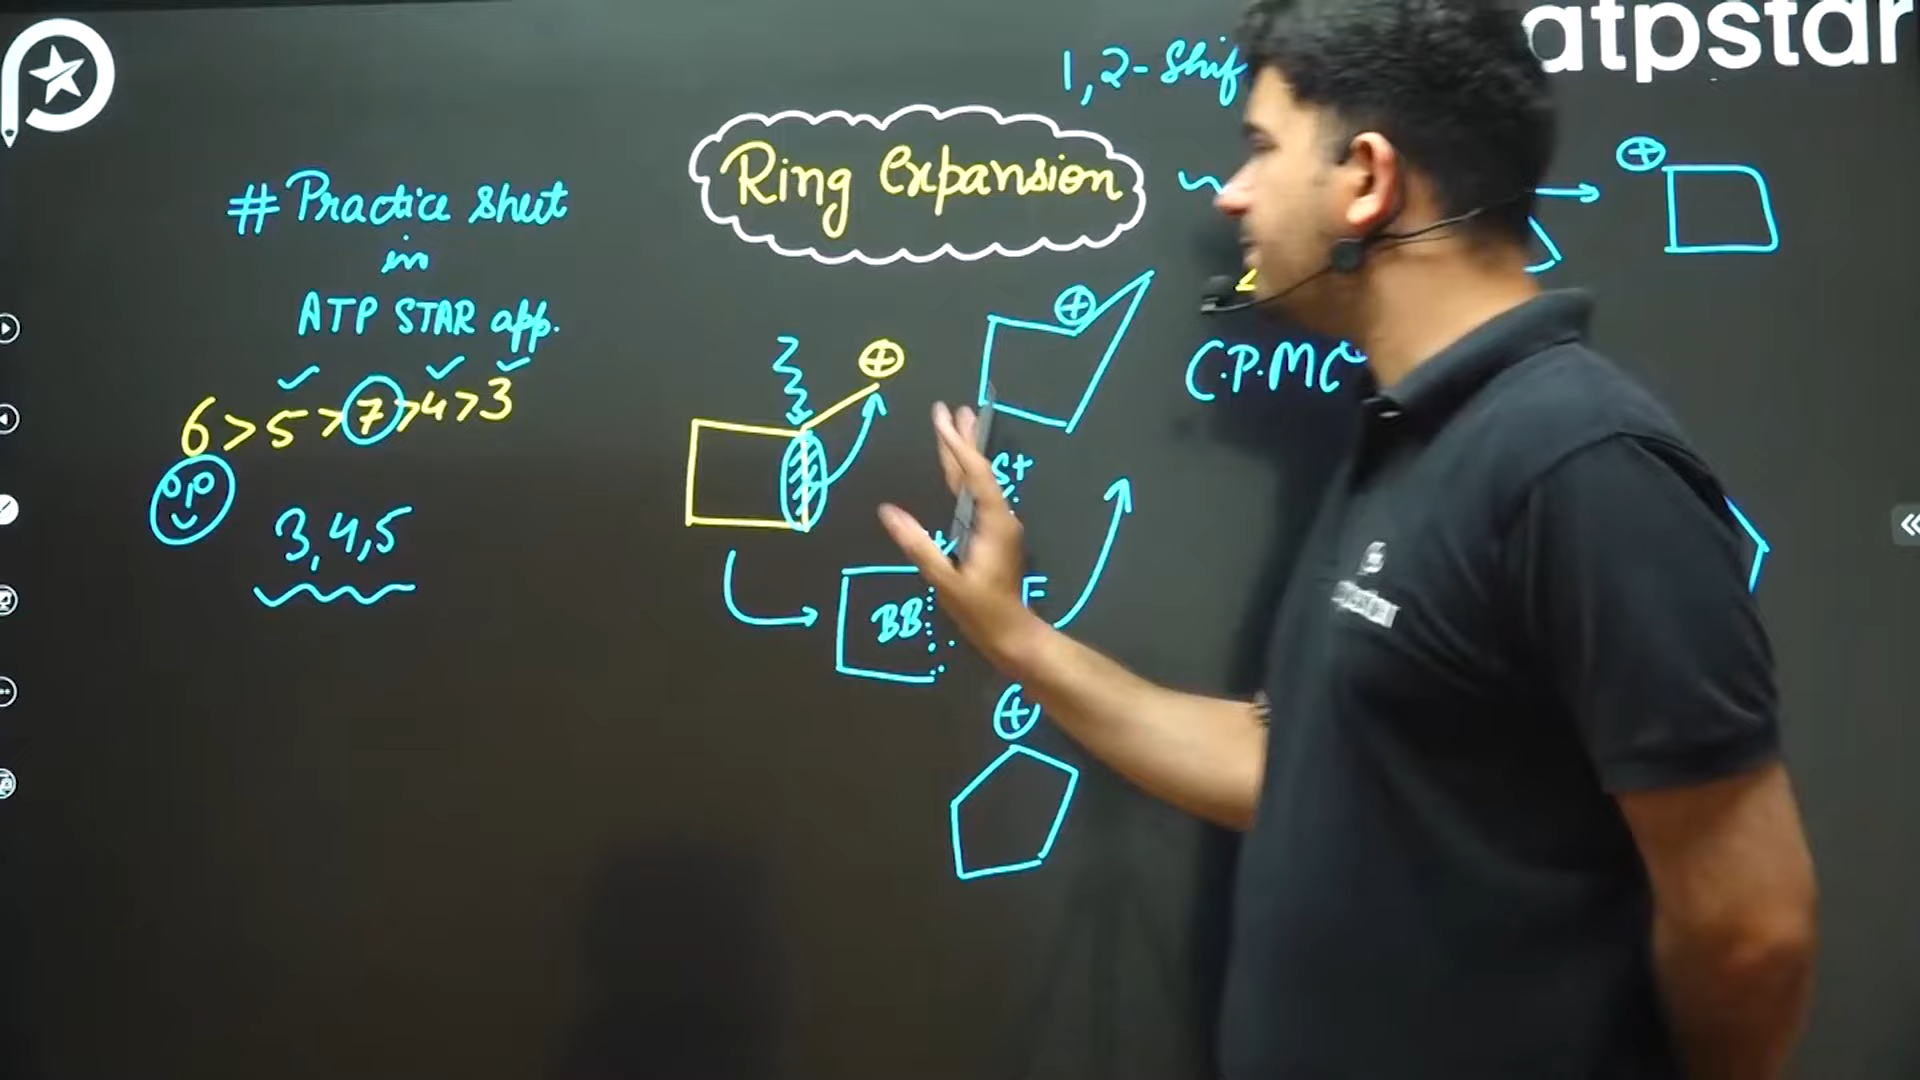 atpstar
1,2-Shif
Ring Expansion
# Practice sheet
in
ATP STAR app.
6 > 5 > 7 > 4 > 3
3,4,5
C.P.M.C
BB
St
F